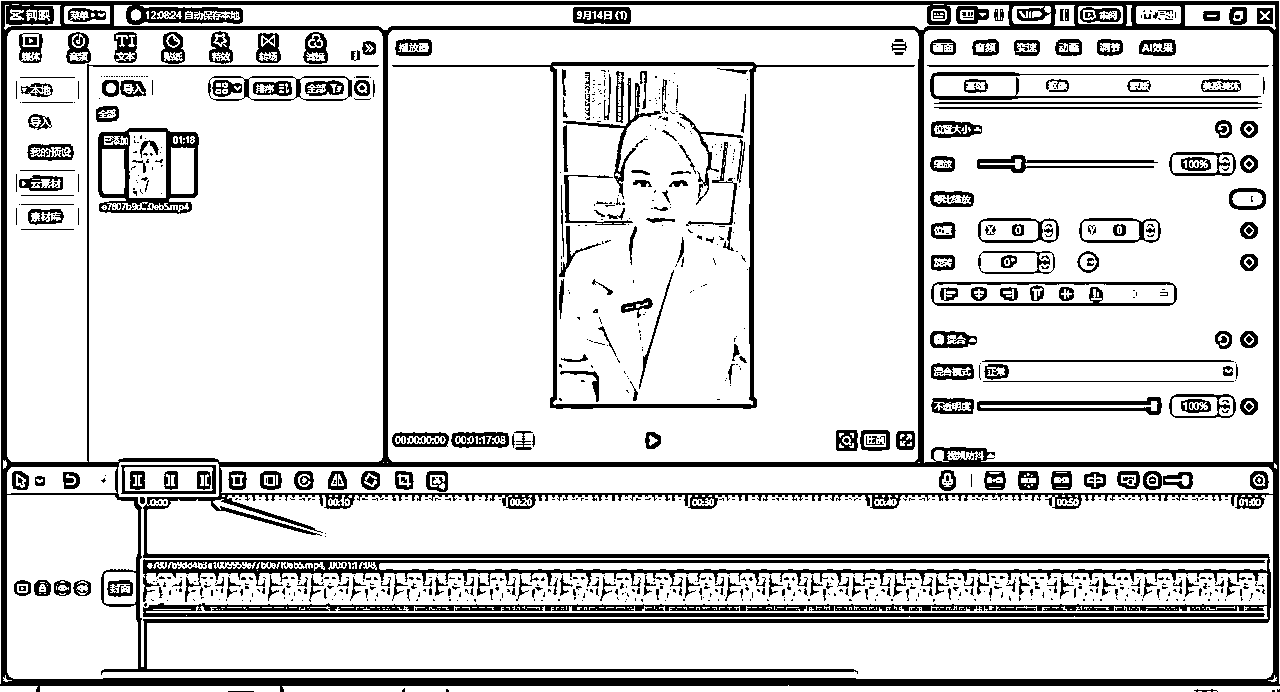 剪映
菜单
12:08:24 自动保存本地
9月14日 (1)
导出
媒体
音频
文本
贴纸
特效
转场
本地
导入
我的预设
云素材
素材库
导入
排序
全部
全部
已添加
01:18
e7807b9d...0eb5.mp4
播放器
00:00:00:00
00:01:17:08
比例
画面
音频
变速
动画
调节
AI效果
基础
抠像
蒙版
美颜美体
位置大小
缩放
100%
等比缩放
位置
X 0
Y 0
旋转
0°
混合
混合模式
正常
不透明度
100%
视频防抖
00:00
00:10
00:20
00:30
00:40
00:50
01:00
00:01:17:08
封面